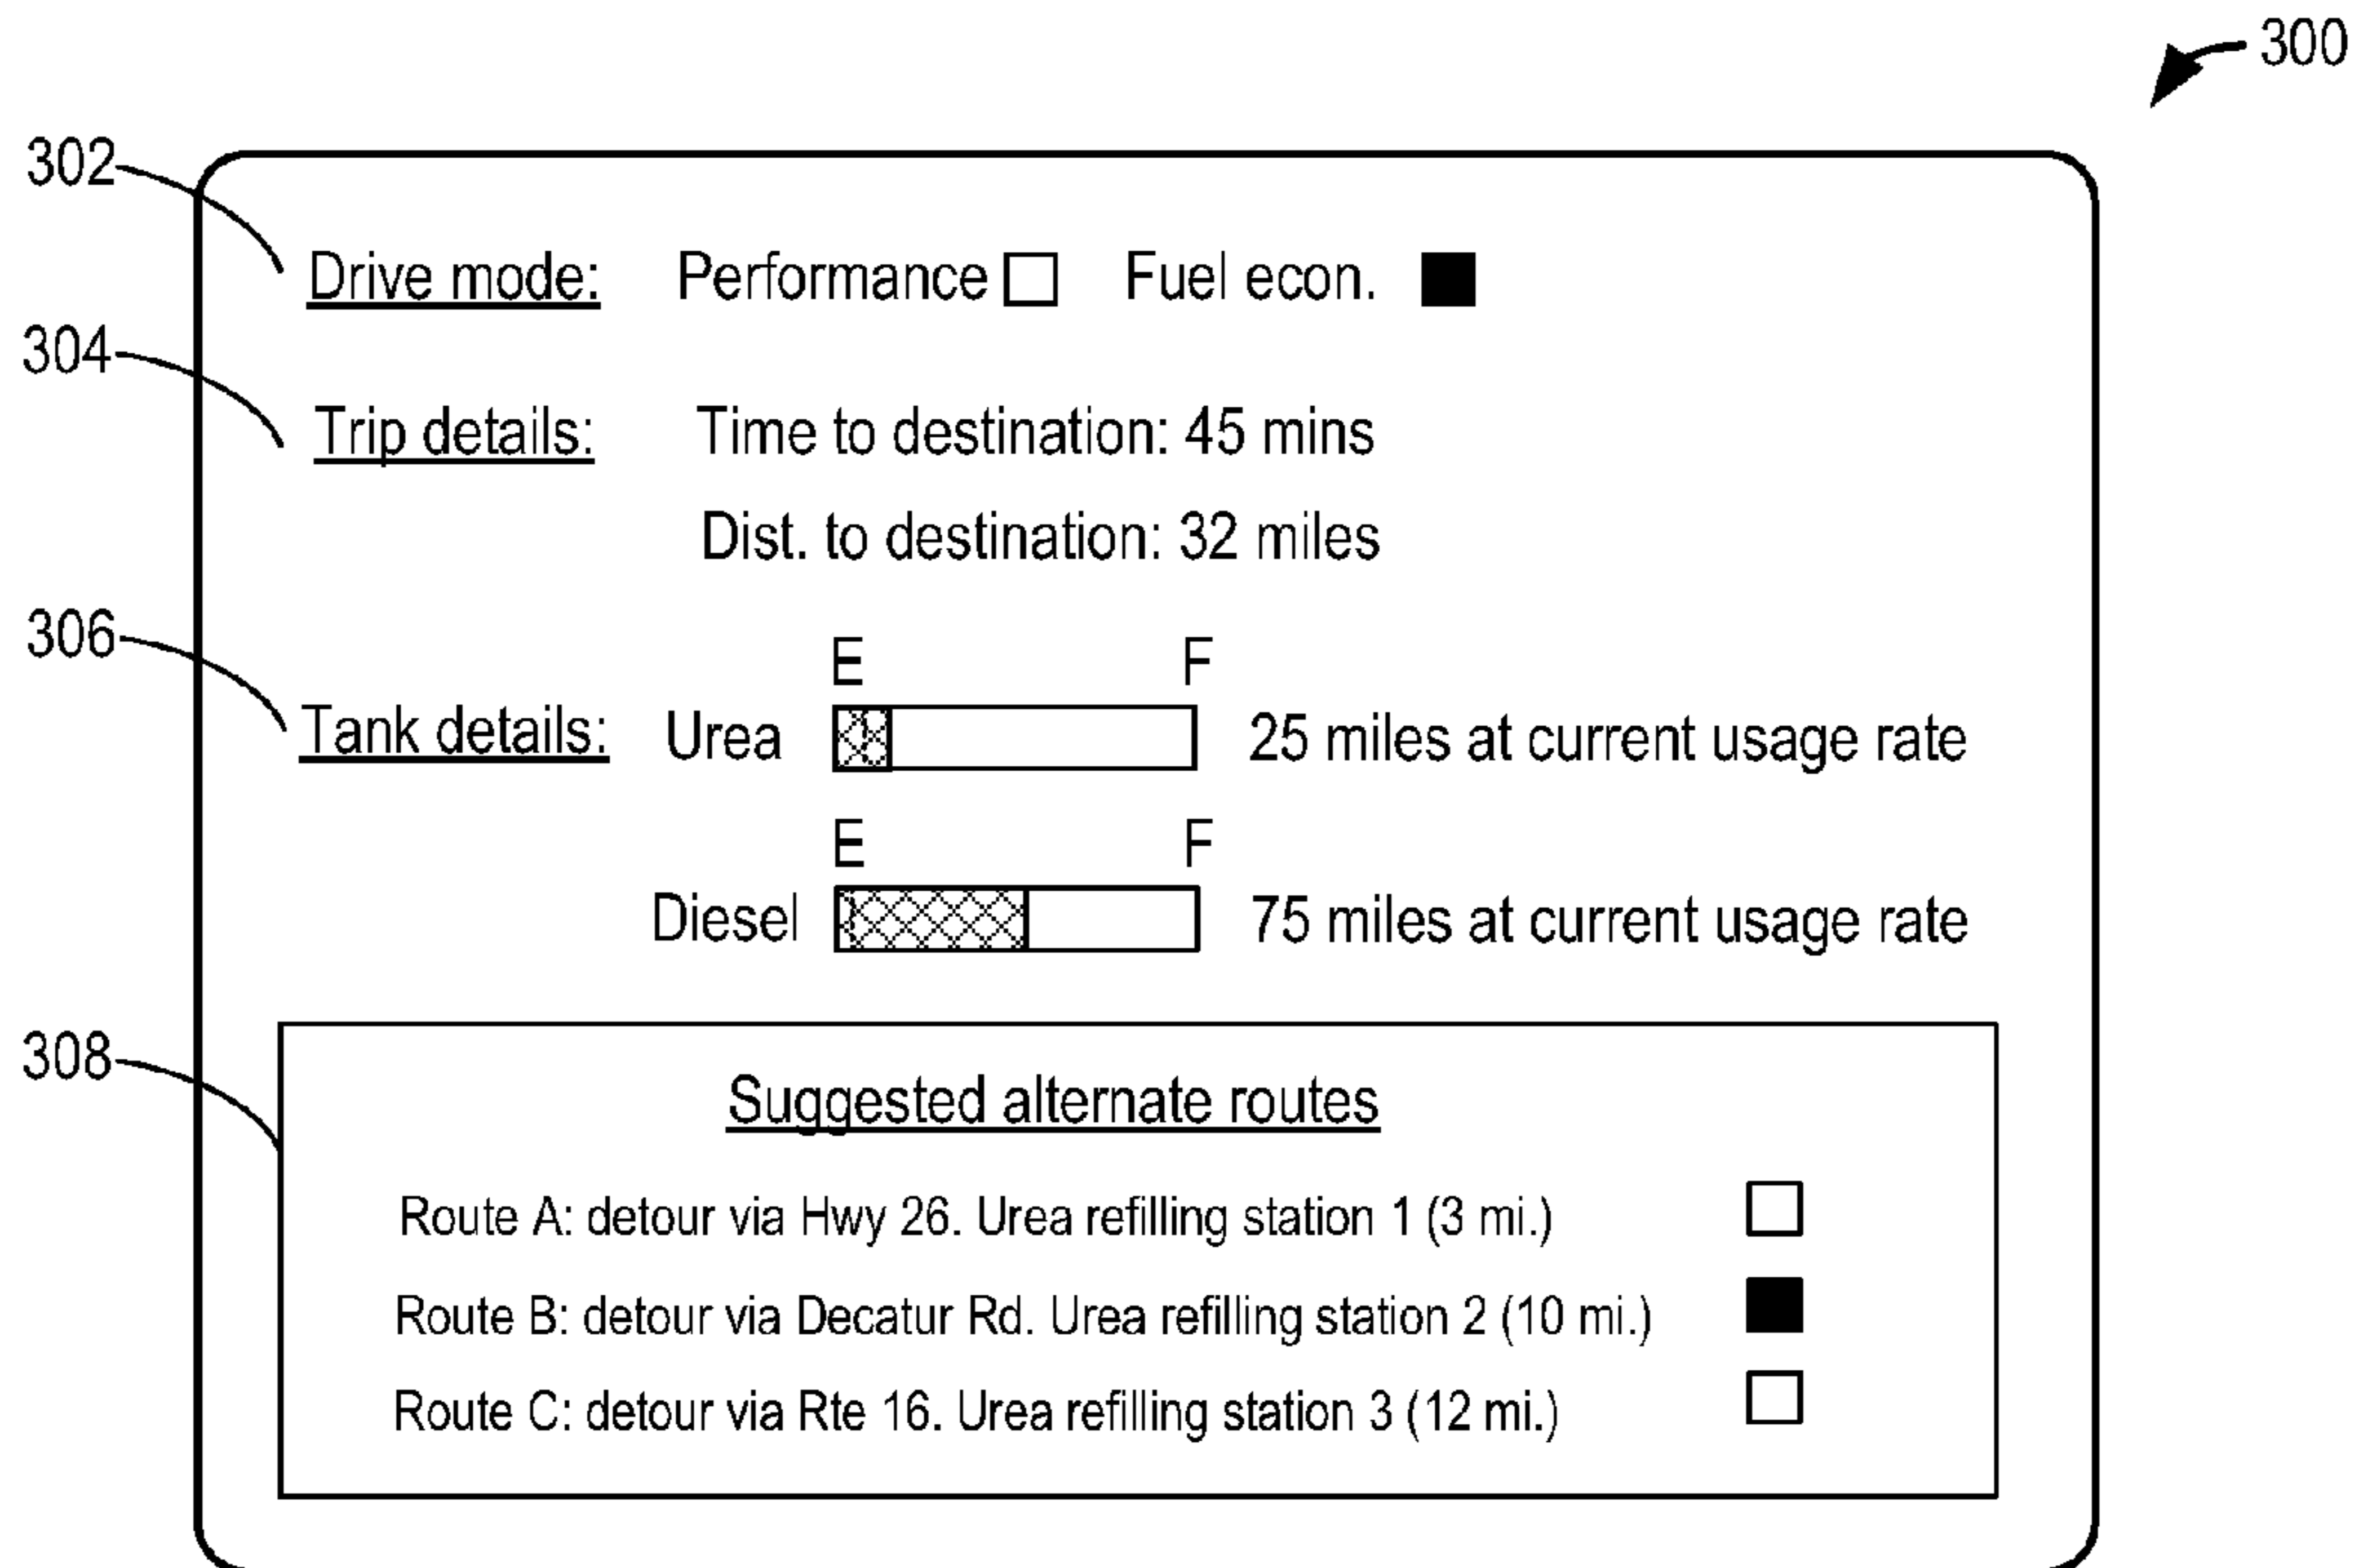 300
302
Drive mode: Performance Fuel econ.
304
Trip details: Time to destination: 45 mins
Dist. to destination: 32 miles
306
E F
Tank details: Urea 25 miles at current usage rate
E F
Diesel 75 miles at current usage rate
308
Suggested alternate routes
Route A: detour via Hwy 26. Urea refilling station 1 (3 mi.)
Route B: detour via Decatur Rd. Urea refilling station 2 (10 mi.)
Route C: detour via Rte 16. Urea refilling station 3 (12 mi.)